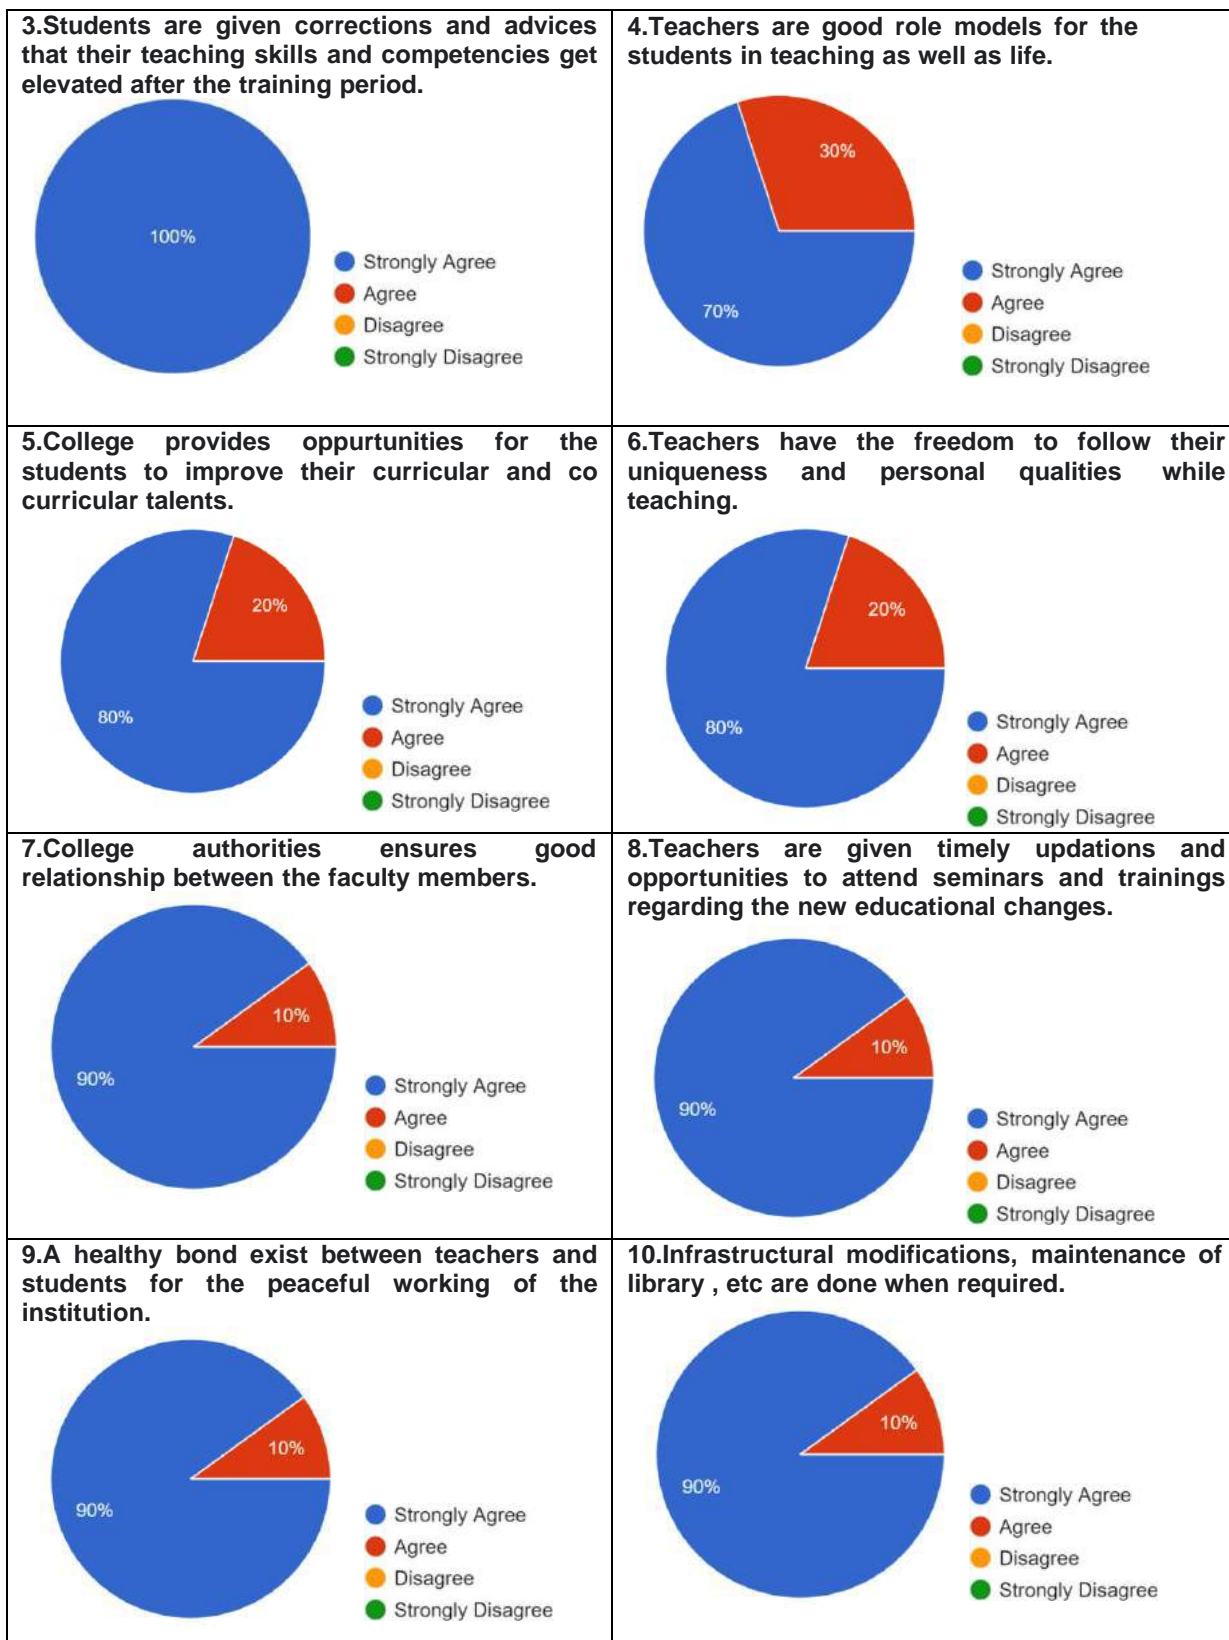 3.Students are given corrections and advices
that their teaching skills and competencies get
elevated after the training period.
100%
Strongly Agree
Agree
Disagree
Strongly Disagree
4.Teachers are good role models for the
students in teaching as well as life.
30%
70%
Strongly Agree
Agree
Disagree
Strongly Disagree
5.College provides oppurtunities for the
students to improve their curricular and co
curricular talents.
20%
80%
Strongly Agree
Agree
Disagree
Strongly Disagree
6.Teachers have the freedom to follow their
uniqueness and personal qualities while
teaching.
20%
80%
Strongly Agree
Agree
Disagree
Strongly Disagree
7.College authorities ensures good
relationship between the faculty members.
10%
90%
Strongly Agree
Agree
Disagree
Strongly Disagree
8.Teachers are given timely updations and
opportunities to attend seminars and trainings
regarding the new educational changes.
10%
90%
Strongly Agree
Agree
Disagree
Strongly Disagree
9.A healthy bond exist between teachers and
students for the peaceful working of the
institution.
10%
90%
Strongly Agree
Agree
Disagree
Strongly Disagree
10.Infrastructural modifications, maintenance of
library , etc are done when required.
10%
90%
Strongly Agree
Agree
Disagree
Strongly Disagree